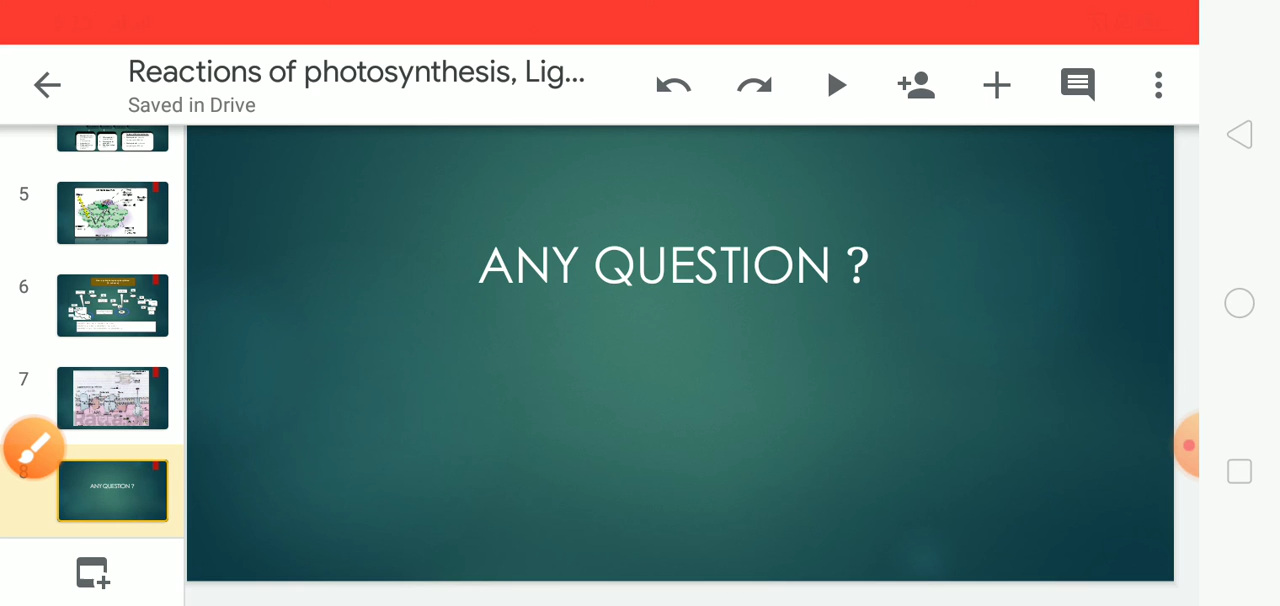 Reactions of photosynthesis, Lig...
Saved in Drive
5
6
7
8
ANY QUESTION ?
ANY QUESTION ?